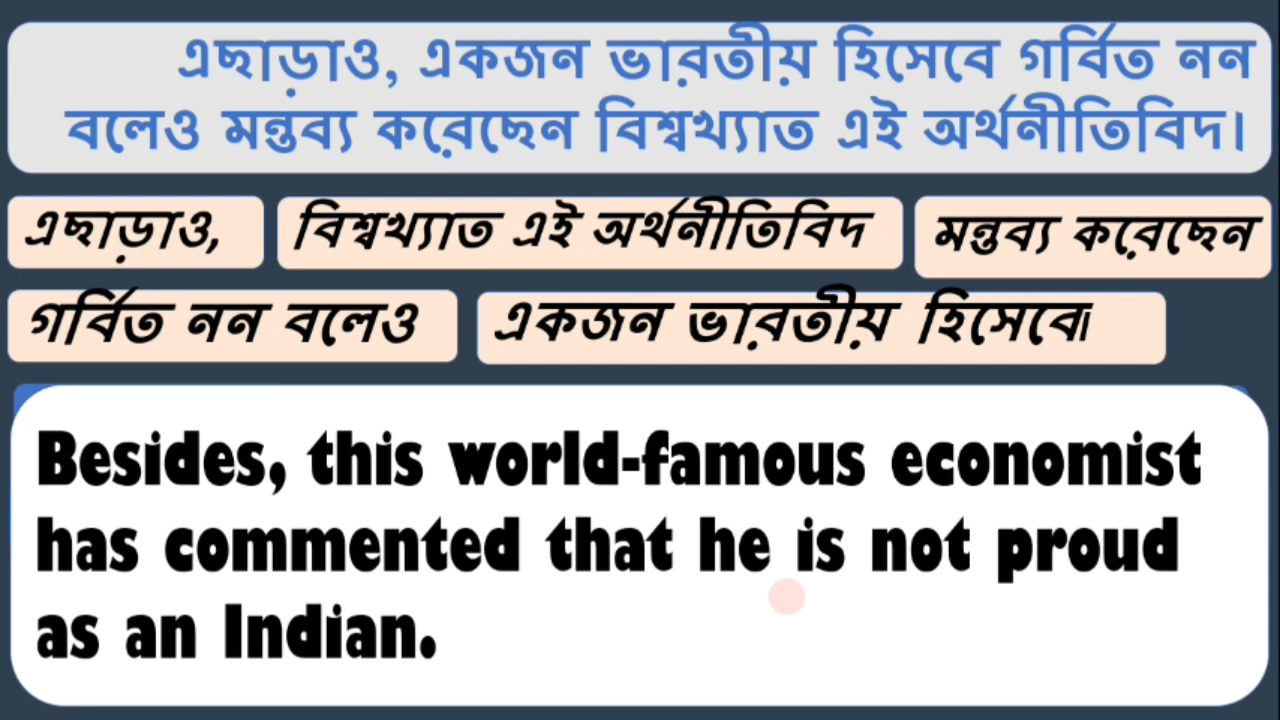 এছাড়াও, একজন ভারতীয় হিসেবে গর্বিত নন
বলেও মন্তব্য করেছেন বিশ্বখ্যাত এই অর্থনীতিবিদ।
এছাড়াও, বিশ্বখ্যাত এই অর্থনীতিবিদ মন্তব্য করেছেন
গর্বিত নন বলেও একজন ভারতীয় হিসেবে।
Besides, this world-famous economist
has commented that he is not proud
as an Indian.